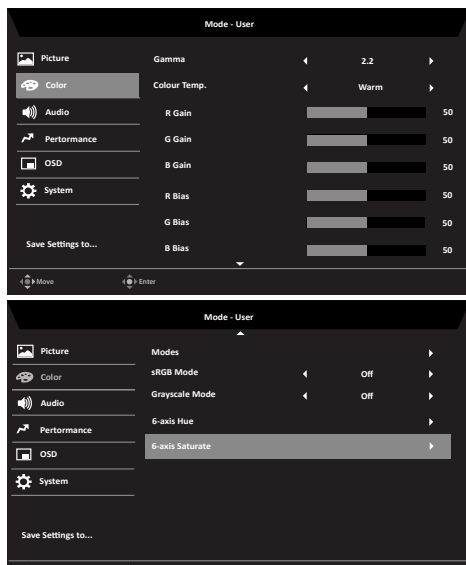 Mode - User
Picture
Gamma 2.2
Color
Colour Temp. Warm
Audio
R Gain 50
Pertormance
G Gain 50
OSD
B Gain 50
System
R Bias 50
G Bias 50
Save Settings to...
B Bias 50
Move Enter
Mode - User
Picture
Modes
Color
sRGB Mode Off
Audio
Grayscale Mode Off
Pertormance
6-axis Hue
OSD
6-axis Saturate
System
Save Settings to...